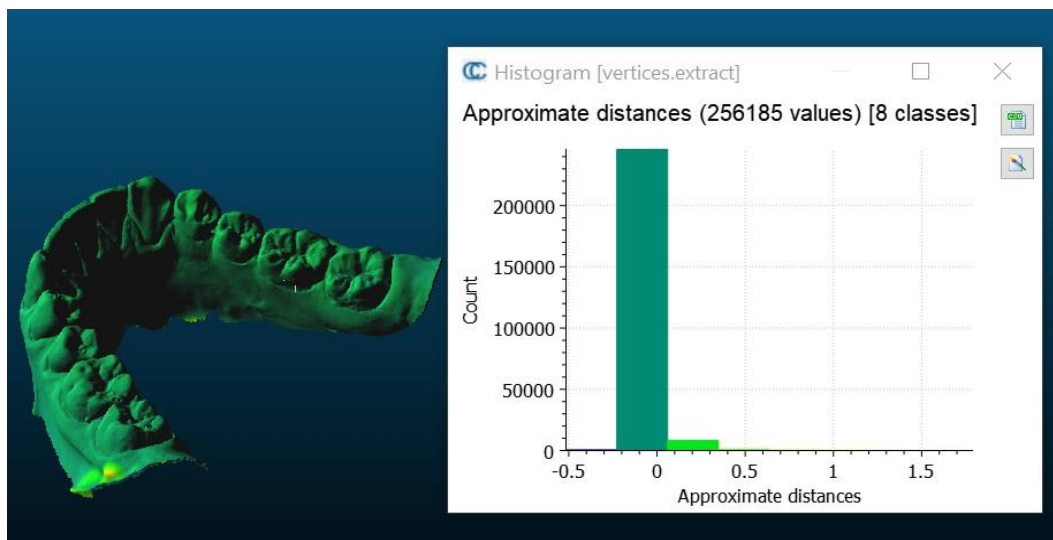 Histogram [vertices.extract]
Approximate distances (256185 values) [8 classes]
CSV
200000
150000
100000
50000
0
Count
-0.5 0 0.5 1 1.5
Approximate distances